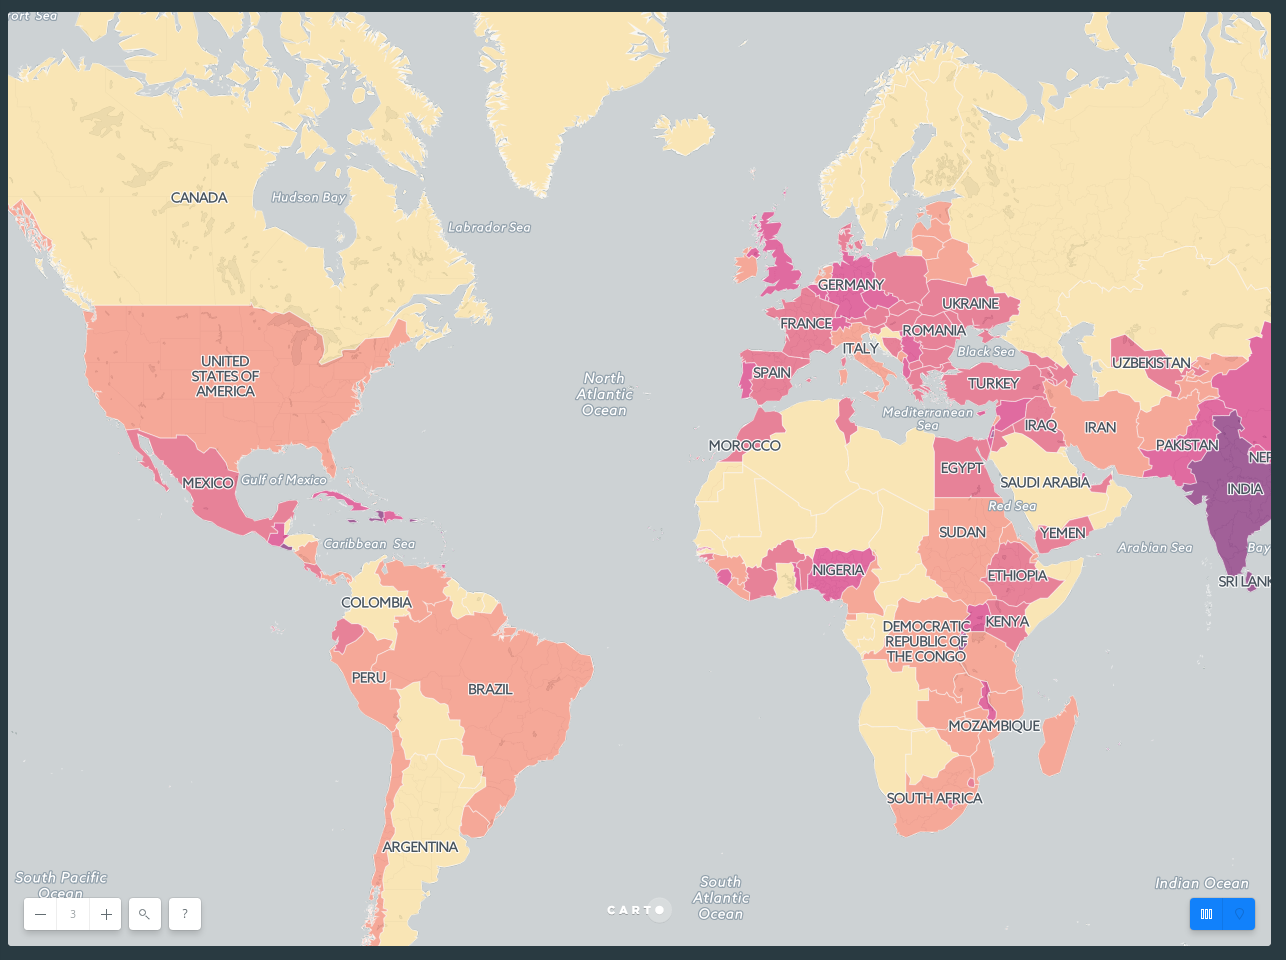 ort Sea
CANADA
Hudson Bay
Labrador Sea
GERMANY
UKRAINE
FRANCE
ROMANIA
ITALY
Black Sea
UZBEKISTAN
UNITED
STATES OF
AMERICA
North
Atlantic
Ocean
SPAIN
TURKEY
Mediterranean
Sea
IRAQ
IRAN
MOROCCO
PAKISTAN
NEP
EGYPT
MEXICO
Gulf of Mexico
SAUDI ARABIA
INDIA
Red Sea
SUDAN
YEMEN
Caribbean Sea
Arabian Sea
Bay
NIGERIA
ETHIOPIA
SRI LANK
COLOMBIA
KENYA
DEMOCRATIC
REPUBLIC OF
THE CONGO
PERU
BRAZIL
MOZAMBIQUE
SOUTH AFRICA
ARGENTINA
South Pacific
Ocean
South
Atlantic
Ocean
Indian Ocean
3
?
CARTO